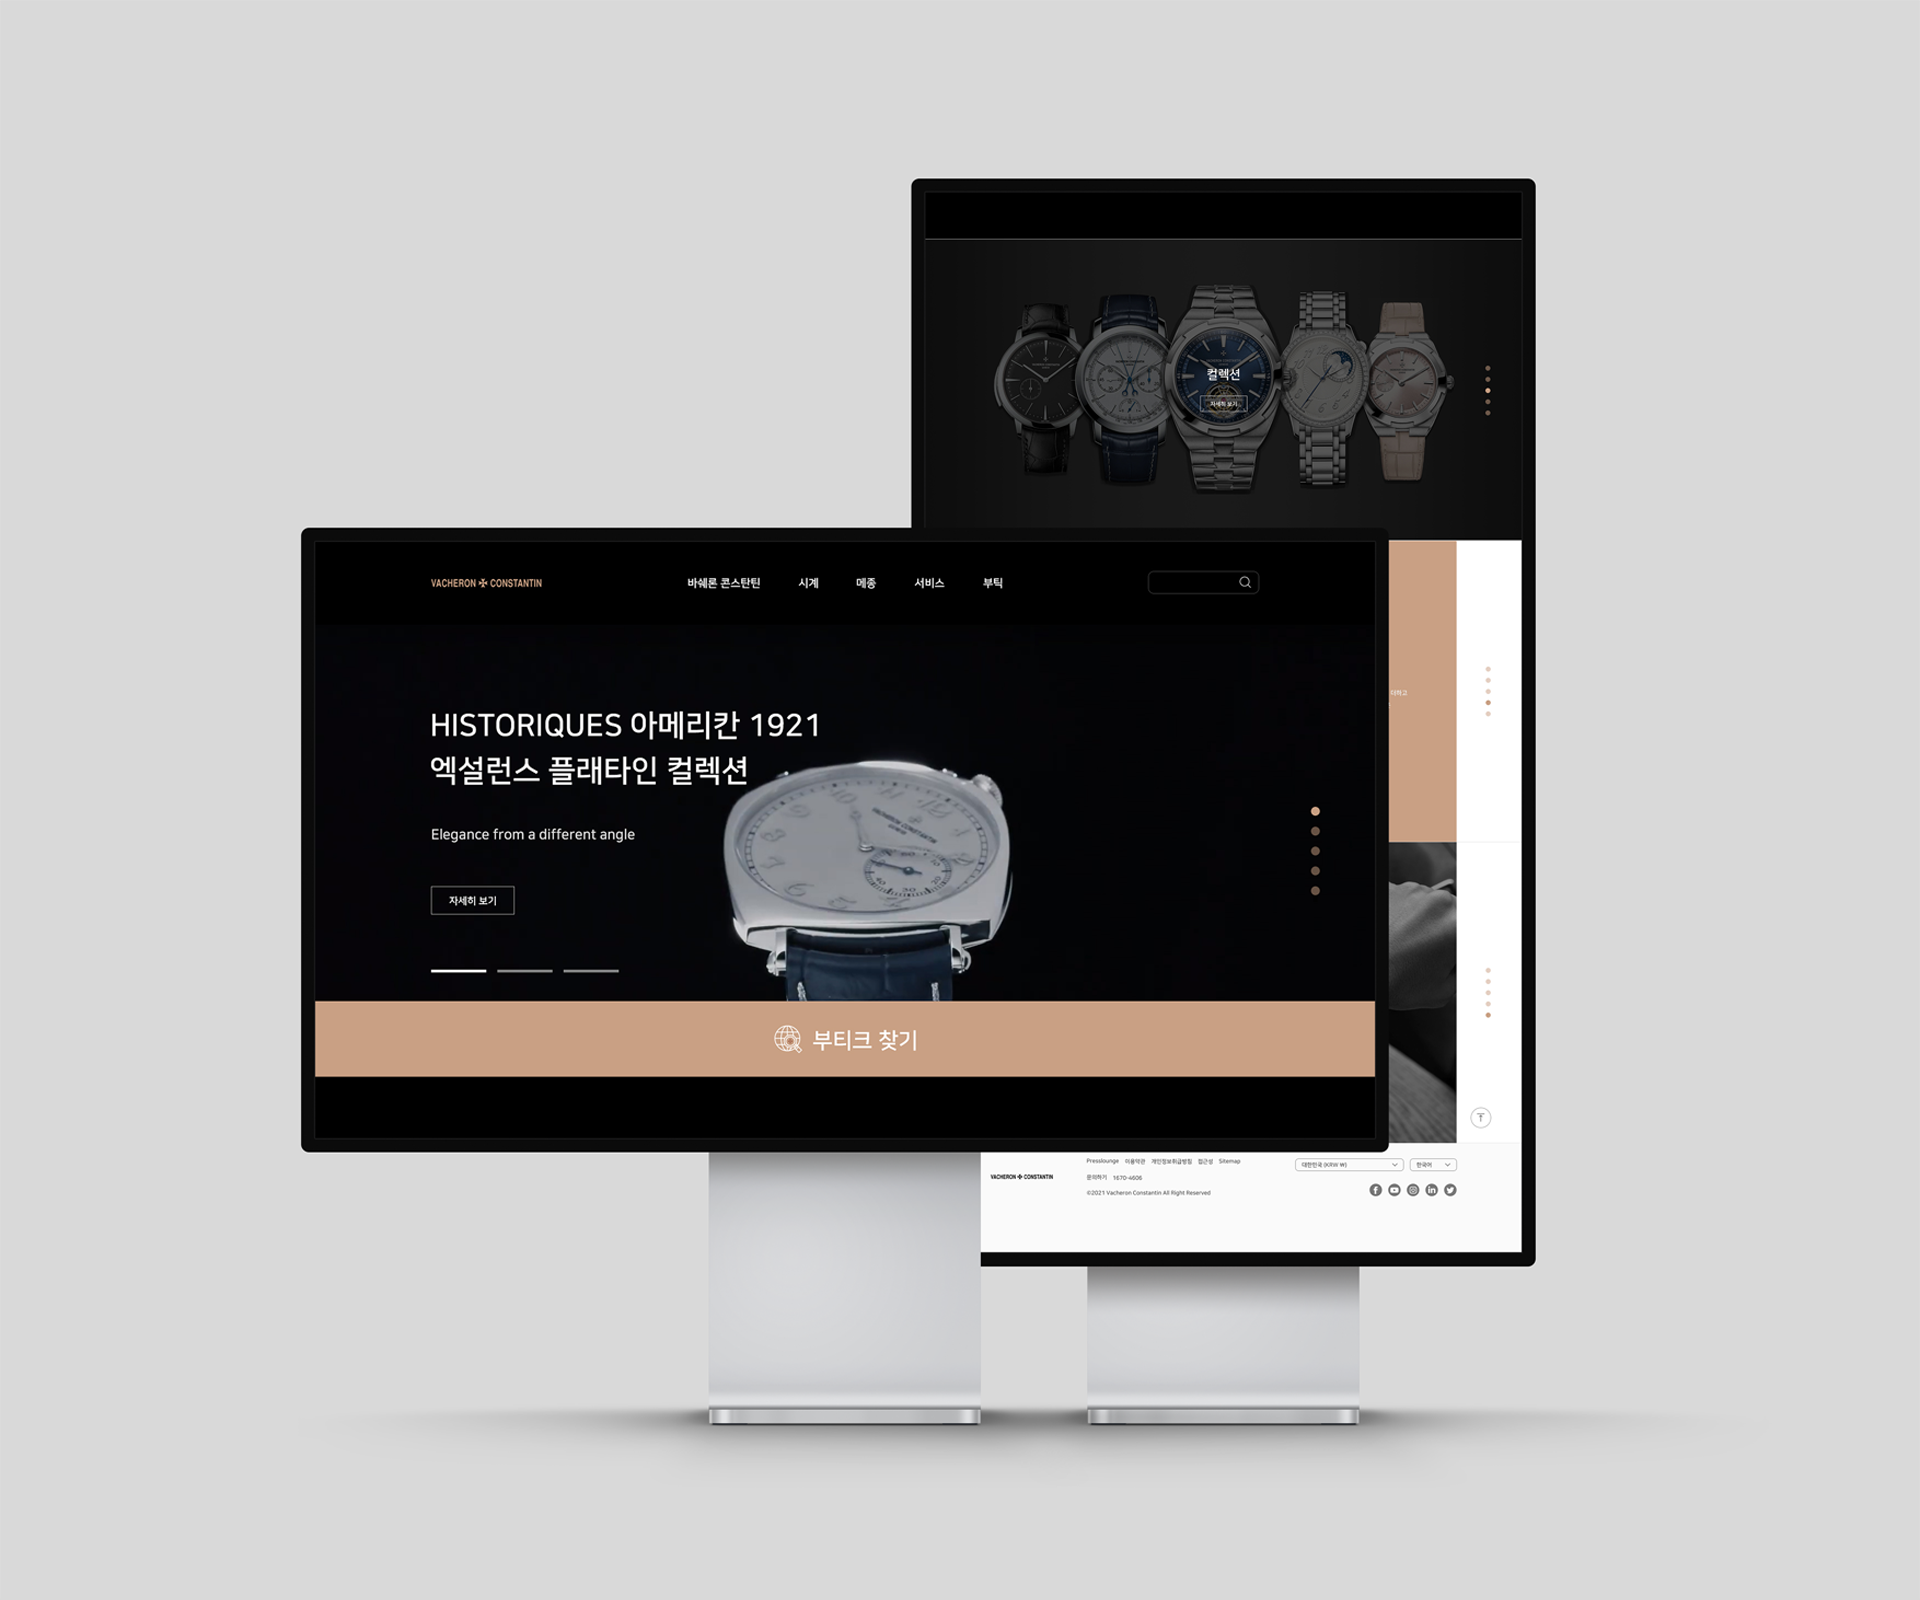 VACHERON CONSTANTIN
바쉐론 콘스탄틴 시계 메종 서비스 부틱
HISTORIQUES 아메리칸 1921
엑설런스 플래타인 컬렉션
Elegance from a different angle
자세히 보기
부티크 찾기
컬렉션
자세히 보기
VACHERON CONSTANTIN
Presslounge 이용약관 개인정보취급방침 접근성 Sitemap
문의하기 1670-4606
©2021 Vacheron Constantin All Right Reserved
대한민국 (KRW ₩) 한국어